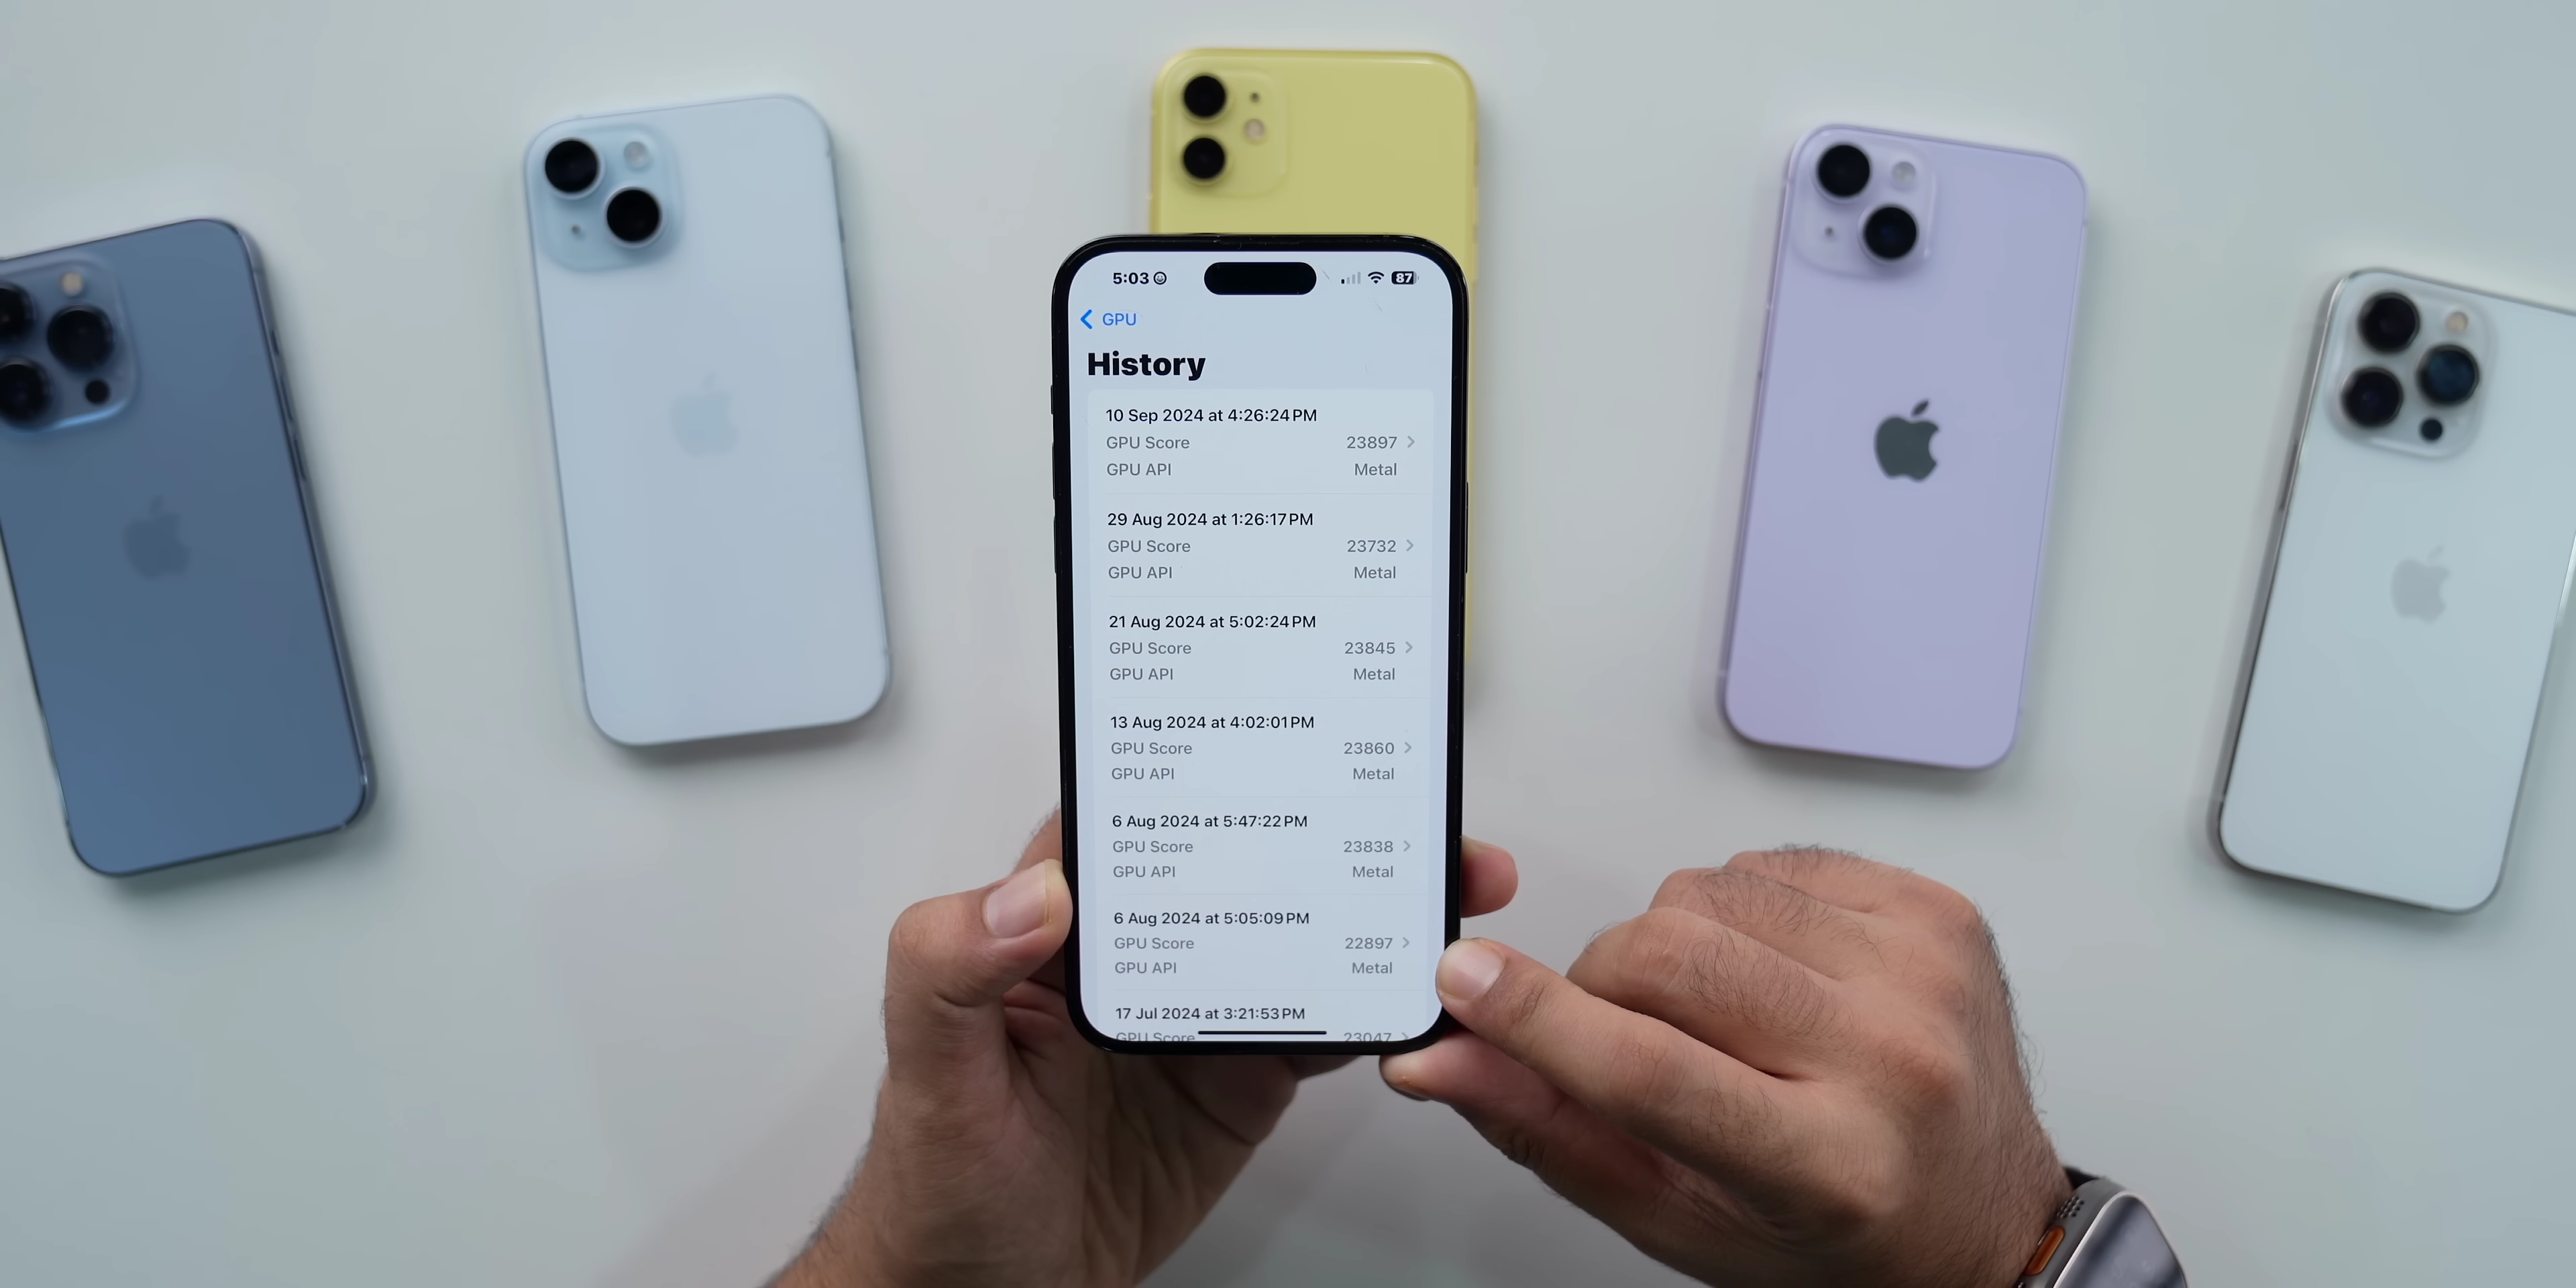 5:03 87
GPU
History
10 Sep 2024 at 4:26:24 PM
GPU Score 23897
GPU API Metal
29 Aug 2024 at 1:26:17 PM
GPU Score 23732
GPU API Metal
21 Aug 2024 at 5:02:24 PM
GPU Score 23845
GPU API Metal
13 Aug 2024 at 4:02:01 PM
GPU Score 23860
GPU API Metal
6 Aug 2024 at 5:47:22 PM
GPU Score 23838
GPU API Metal
6 Aug 2024 at 5:05:09 PM
GPU Score 22897
GPU API Metal
17 Jul 2024 at 3:21:53 PM
GPU Score 23047